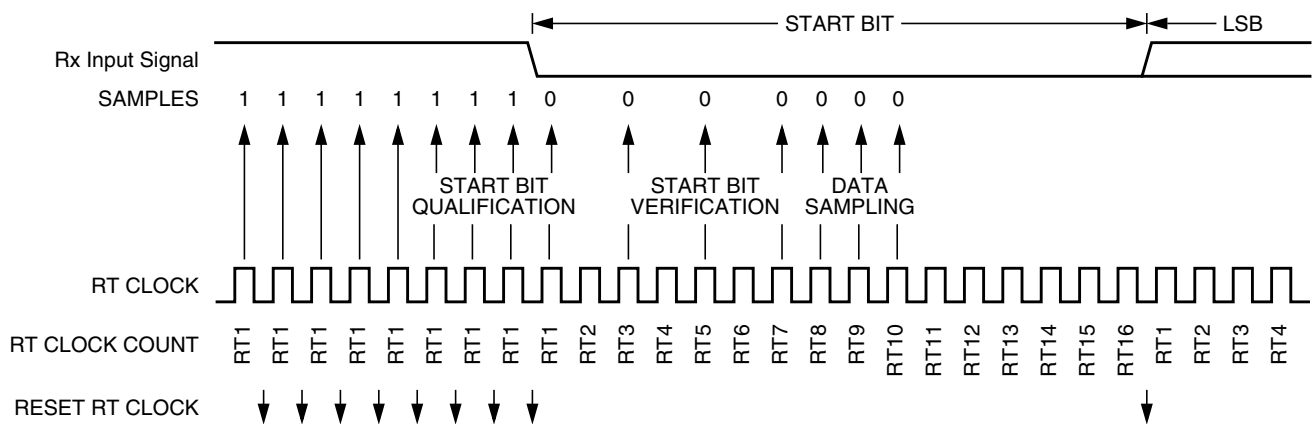 START BIT LSB
Rx Input Signal
SAMPLES 1 1 1 1 1 1 1 1 0 0 0 0 0 0 0
START BIT QUALIFICATION START BIT VERIFICATION DATA SAMPLING
RT CLOCK
RT CLOCK COUNT RT1 RT1 RT1 RT1 RT1 RT1 RT1 RT1 RT1 RT2 RT3 RT4 RT5 RT6 RT7 RT8 RT9 RT10 RT11 RT12 RT13 RT14 RT15 RT16 RT1 RT2 RT3 RT4
RESET RT CLOCK